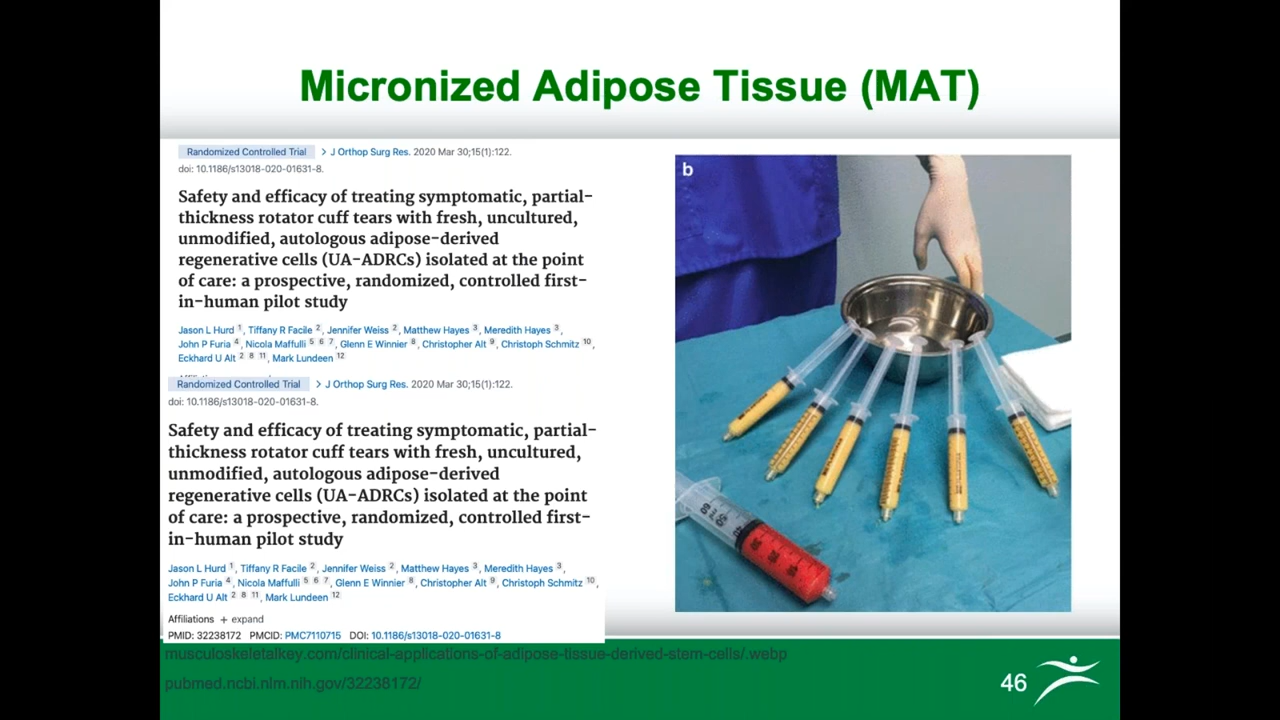 Micronized Adipose Tissue (MAT)
Randomized Controlled Trial > J Orthop Surg Res. 2020 Mar 30;15(1):122.
doi: 10.1186/s13018-020-01631-8.
Safety and efficacy of treating symptomatic, partial-
thickness rotator cuff tears with fresh, uncultured,
unmodified, autologous adipose-derived
regenerative cells (UA-ADRCs) isolated at the point
of care: a prospective, randomized, controlled first-
in-human pilot study
Jason L Hurd 1, Tiffany R Facile 2, Jennifer Weiss 2, Matthew Hayes 3, Meredith Hayes 3,
John P Furia 4, Nicola Maffulli 5 6 7, Glenn E Winnier 8, Christopher Alt 9, Christoph Schmitz 10,
Eckhard U Alt 2 8 11, Mark Lundeen 12
Randomized Controlled Trial > J Orthop Surg Res. 2020 Mar 30;15(1):122.
doi: 10.1186/s13018-020-01631-8.
Safety and efficacy of treating symptomatic, partial-
thickness rotator cuff tears with fresh, uncultured,
unmodified, autologous adipose-derived
regenerative cells (UA-ADRCs) isolated at the point
of care: a prospective, randomized, controlled first-
in-human pilot study
Jason L Hurd 1, Tiffany R Facile 2, Jennifer Weiss 2, Matthew Hayes 3, Meredith Hayes 3,
John P Furia 4, Nicola Maffulli 5 6 7, Glenn E Winnier 8, Christopher Alt 9, Christoph Schmitz 10,
Eckhard U Alt 2 8 11, Mark Lundeen 12
Affiliations + expand
PMID: 32238172 PMCID: PMC7110715 DOI: 10.1186/s13018-020-01631-8
b
60
50
40
musculoskeletalkey.com/clinical-applications-of-adipose-tissue-derived-stem-cells/.webp
pubmed.ncbi.nlm.nih.gov/32238172/
46